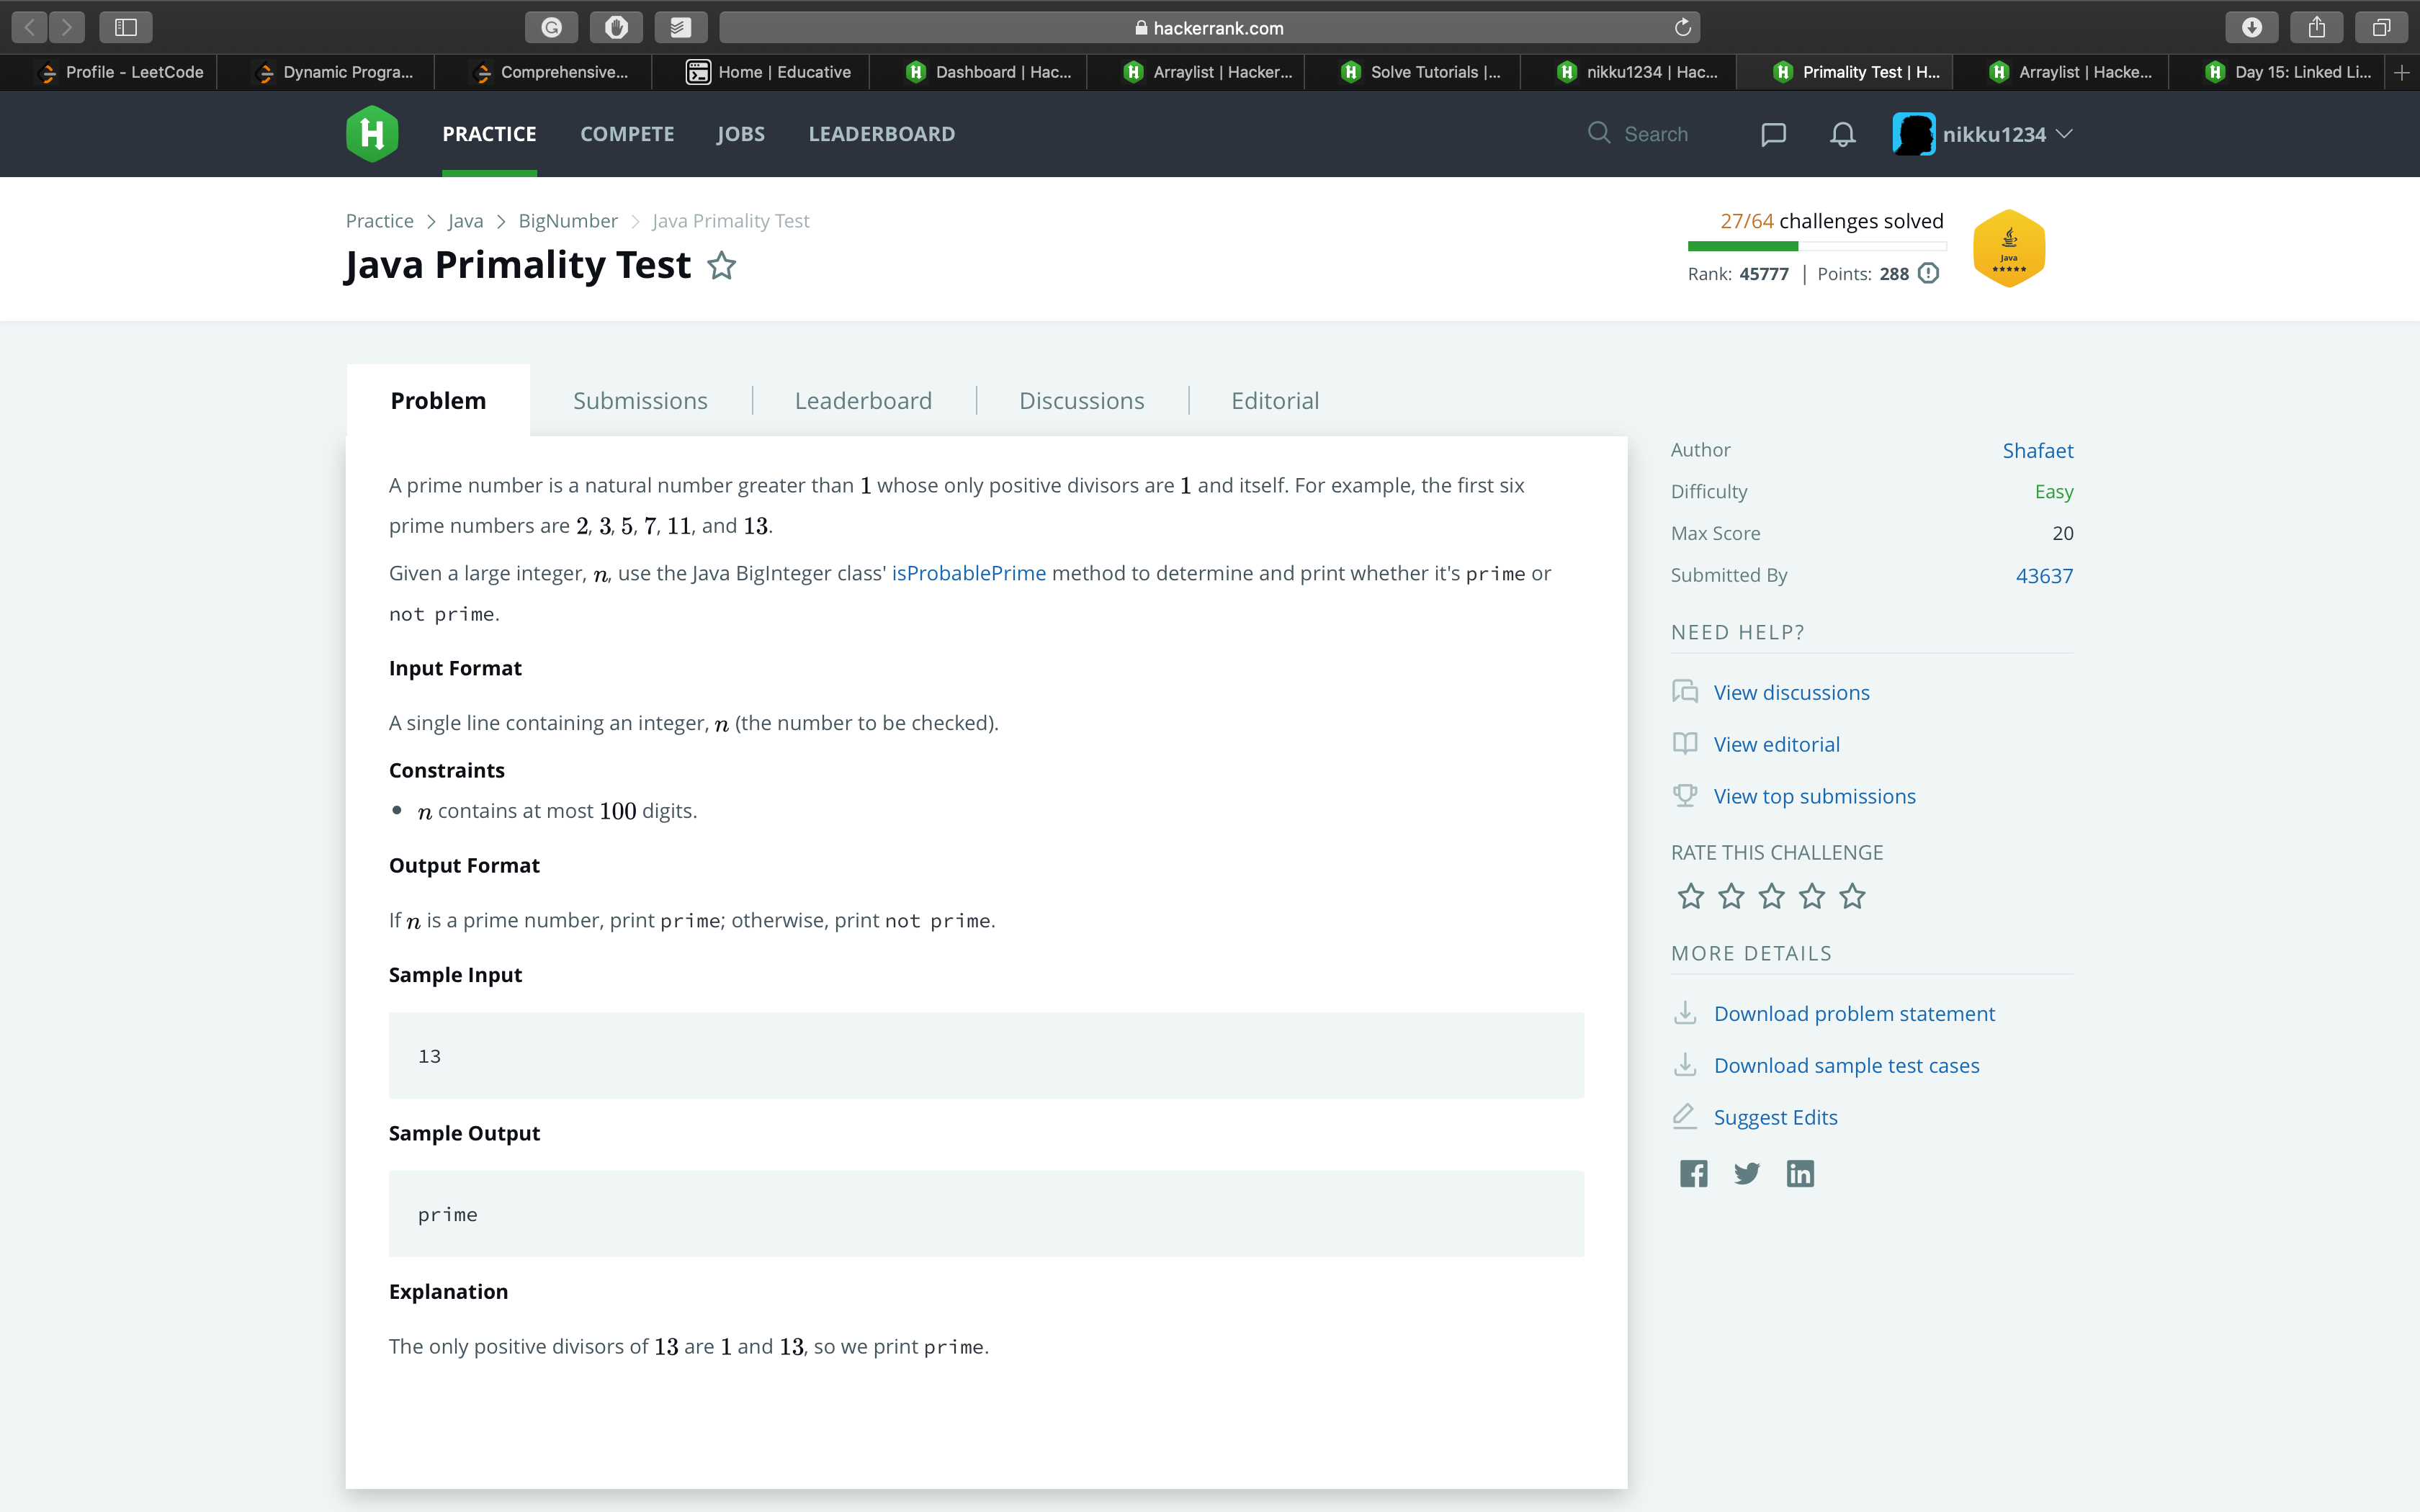 hackerrank.com
Profile - LeetCode
Dynamic Progra...
Comprehensive...
Home | Educative
Dashboard | Hac...
Arraylist | Hacker...
Solve Tutorials |...
nikku1234 | Hac...
Primality Test | H...
Arraylist | Hacke...
Day 15: Linked Li...
PRACTICE COMPETE JOBS LEADERBOARD
Search
nikku1234
Practice > Java > BigNumber > Java Primality Test
Java Primality Test
27/64 challenges solved
Rank: 45777 | Points: 288
Java
Problem
Submissions
Leaderboard
Discussions
Editorial
A prime number is a natural number greater than 1 whose only positive divisors are 1 and itself. For example, the first six
prime numbers are 2, 3, 5, 7, 11, and 13.
Given a large integer, n, use the Java BigInteger class' isProbablePrime method to determine and print whether it's prime or
not prime.
Input Format
A single line containing an integer, n (the number to be checked).
Constraints
• n contains at most 100 digits.
Output Format
If n is a prime number, print prime; otherwise, print not prime.
Sample Input
13
Sample Output
prime
Explanation
The only positive divisors of 13 are 1 and 13, so we print prime.
Author Shafaet
Difficulty Easy
Max Score 20
Submitted By 43637
NEED HELP?
View discussions
View editorial
View top submissions
RATE THIS CHALLENGE
MORE DETAILS
Download problem statement
Download sample test cases
Suggest Edits